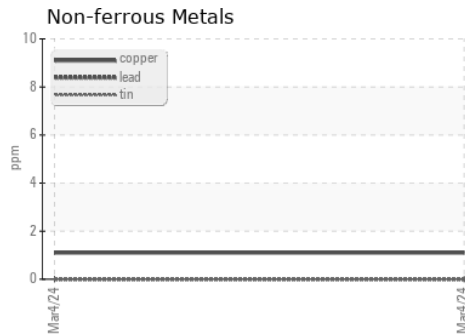 Non-ferrous Metals
10
8
6
4
2
0
ppm
copper
lead
tin
Mar4/24
Mar4/24